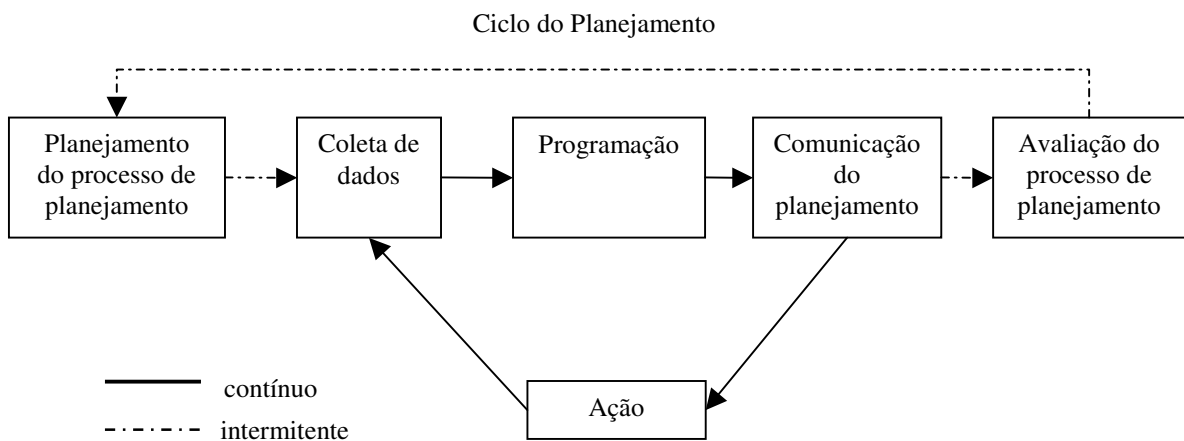 Ciclo do Planejamento
Planejamento
do processo de
planejamento
Coleta de
dados
Programação
Comunicação
do
planejamento
Avaliação do
processo de
planejamento
Ação
contínuo
intermitente